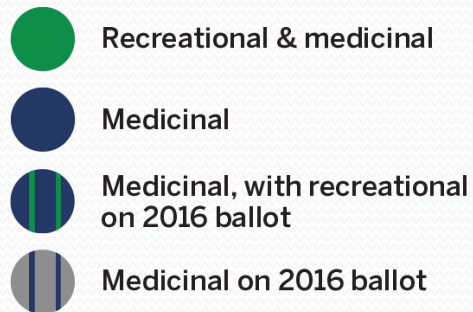 Recreational & medicinal
Medicinal
Medicinal, with recreational
on 2016 ballot
Medicinal on 2016 ballot